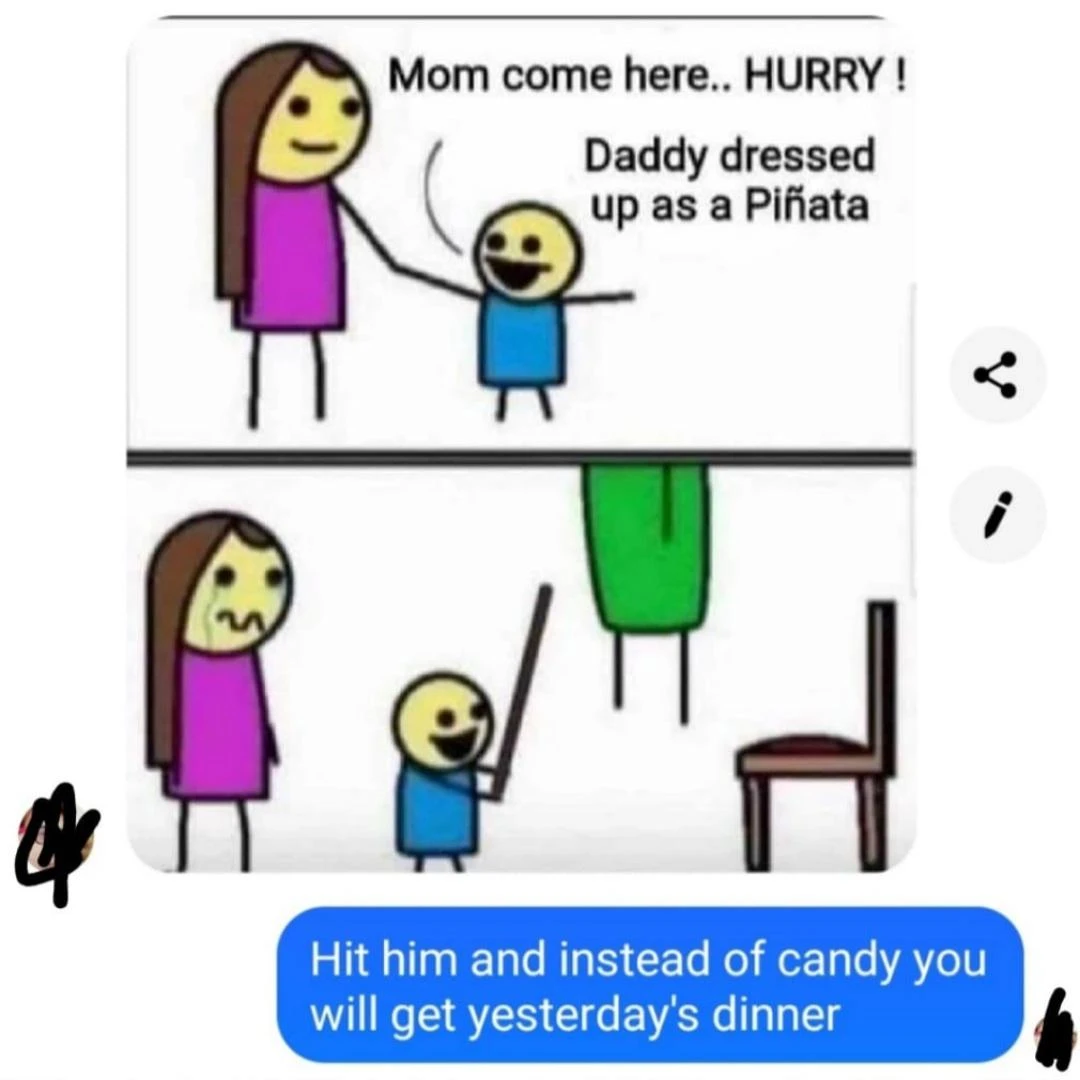 Mom come here.. HURRY !
Daddy dressed
up as a Piñata
Hit him and instead of candy you
will get yesterday's dinner